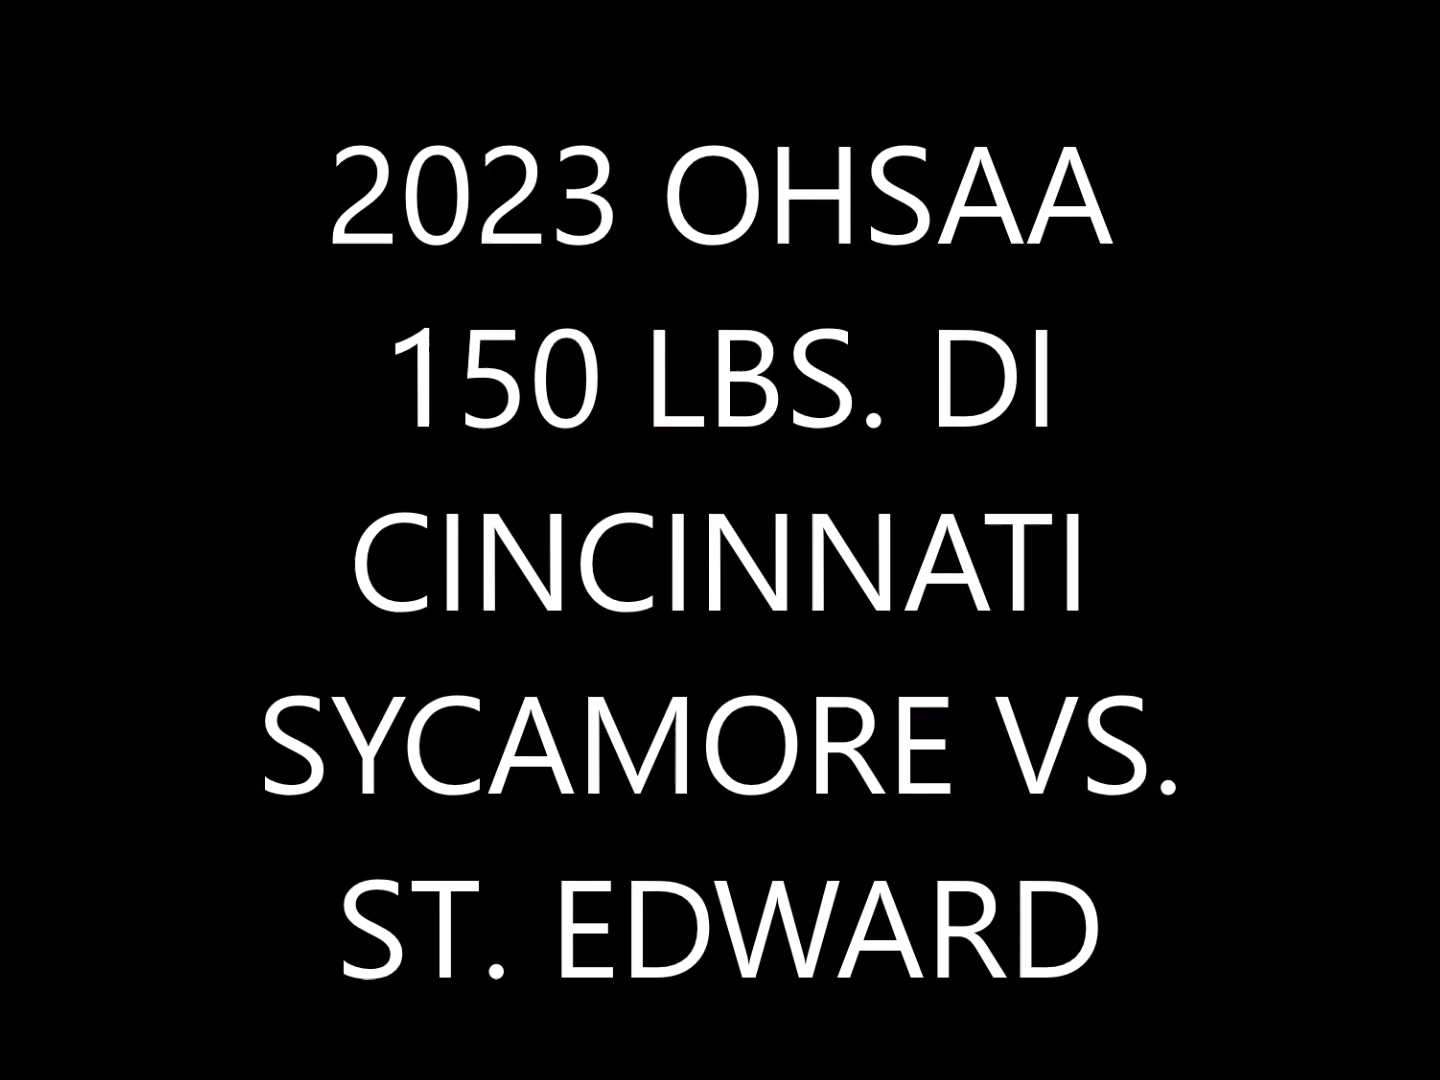 2023 OHSAA
150 LBS. DI
CINCINNATI
SYCAMORE VS.
ST. EDWARD